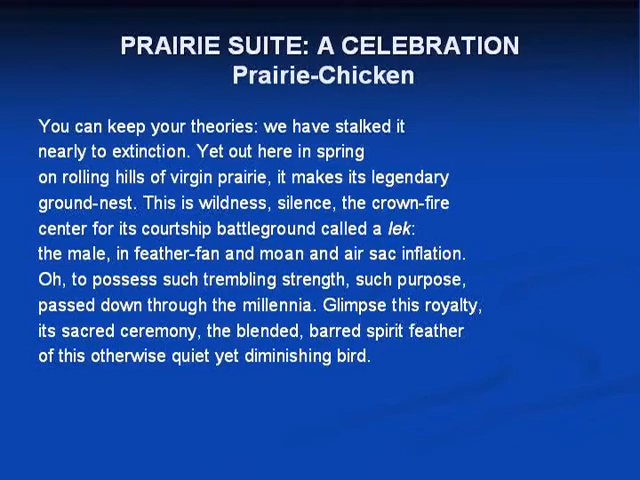 PRAIRIE SUITE: A CELEBRATION
Prairie-Chicken
You can keep your theories: we have stalked it
nearly to extinction. Yet out here in spring
on rolling hills of virgin prairie, it makes its legendary
ground-nest. This is wildness, silence, the crown-fire
center for its courtship battleground called a lek:
the male, in feather-fan and moan and air sac inflation.
Oh, to possess such trembling strength, such purpose,
passed down through the millennia. Glimpse this royalty,
its sacred ceremony, the blended, barred spirit feather
of this otherwise quiet yet diminishing bird.